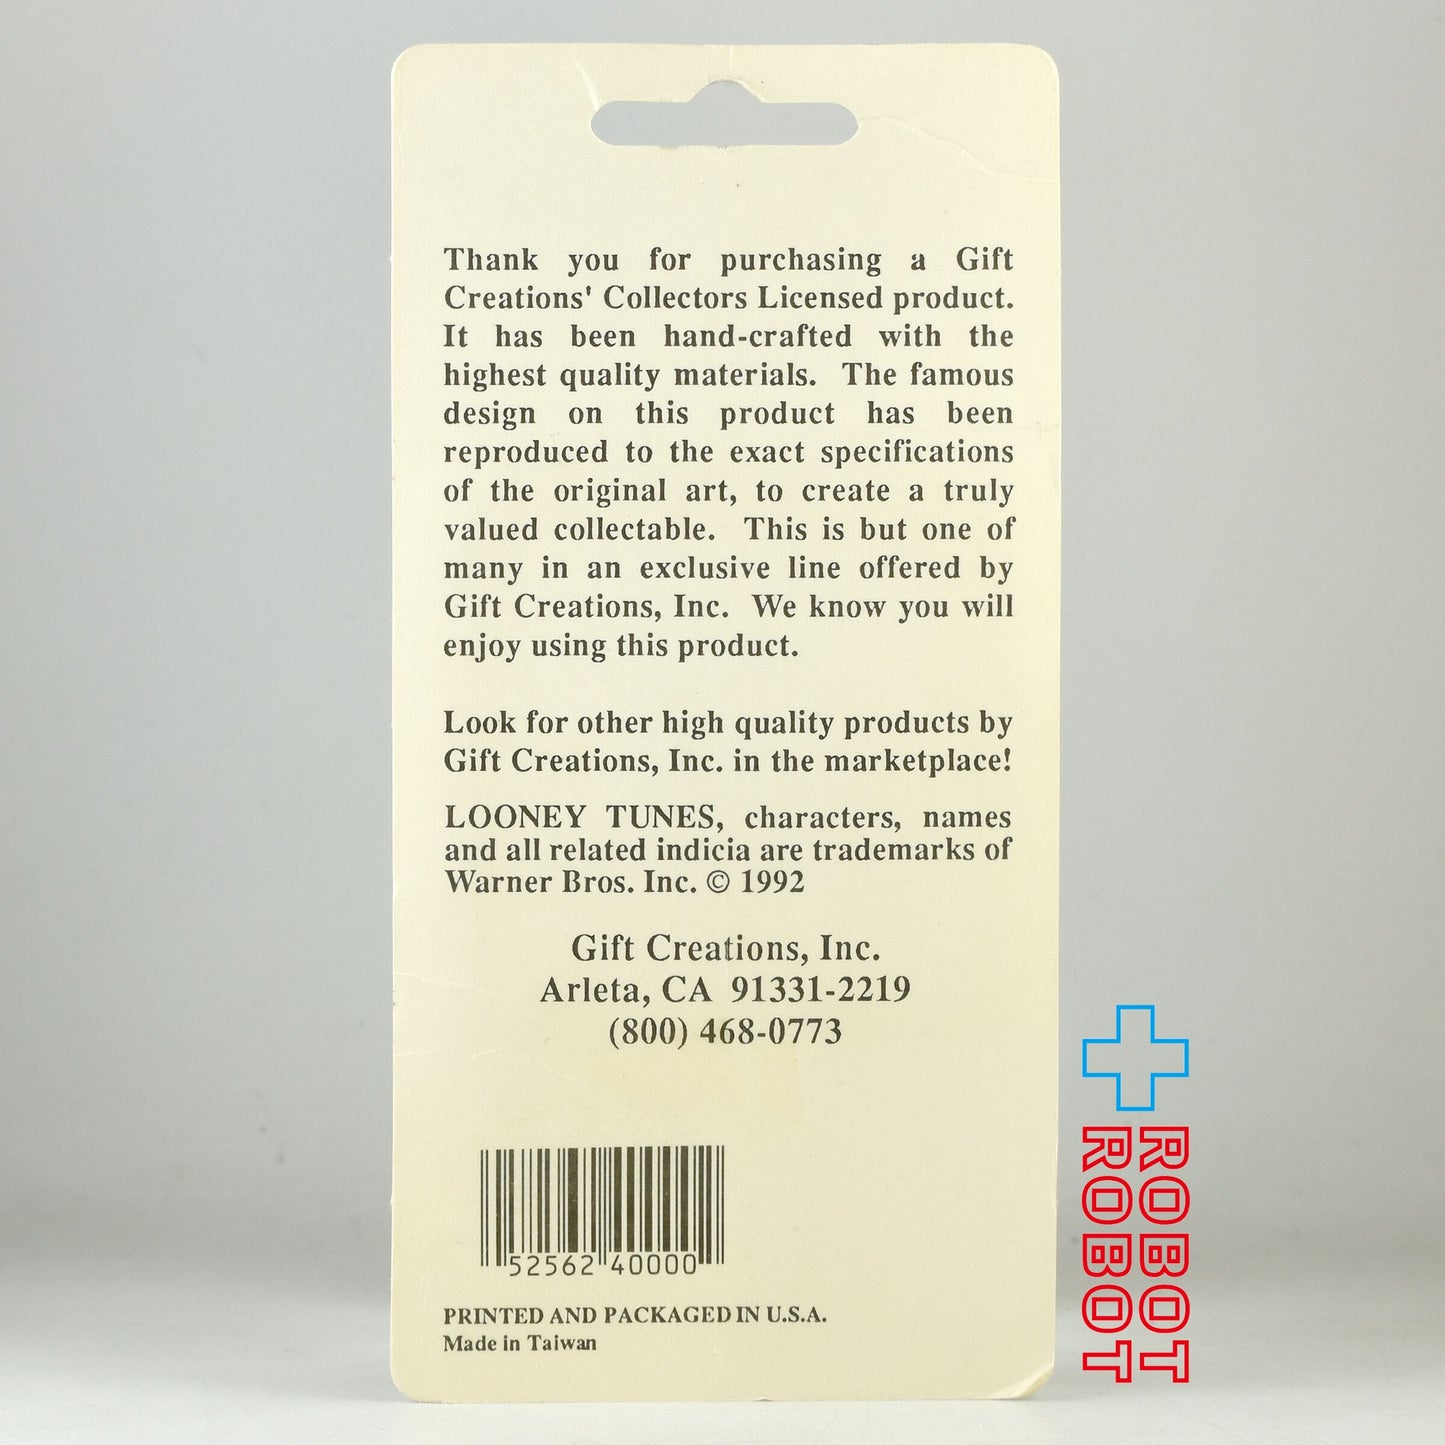 Thank you for purchasing a Gift
Creations' Collectors Licensed product.
It has been hand-crafted with the
highest quality materials. The famous
design on this product has been
reproduced to the exact specifications
of the original art, to create a truly
valued collectable. This is but one of
many in an exclusive line offered by
Gift Creations, Inc. We know you will
enjoy using this product.
Look for other high quality products by
Gift Creations, Inc. in the marketplace!
LOONEY TUNES, characters, names
and all related indicia are trademarks of
Warner Bros. Inc. © 1992
Gift Creations, Inc.
Arleta, CA 91331-2219
(800) 468-0773
52562 40000
PRINTED AND PACKAGED IN U.S.A.
Made in Taiwan
ROBOT
ROBOT